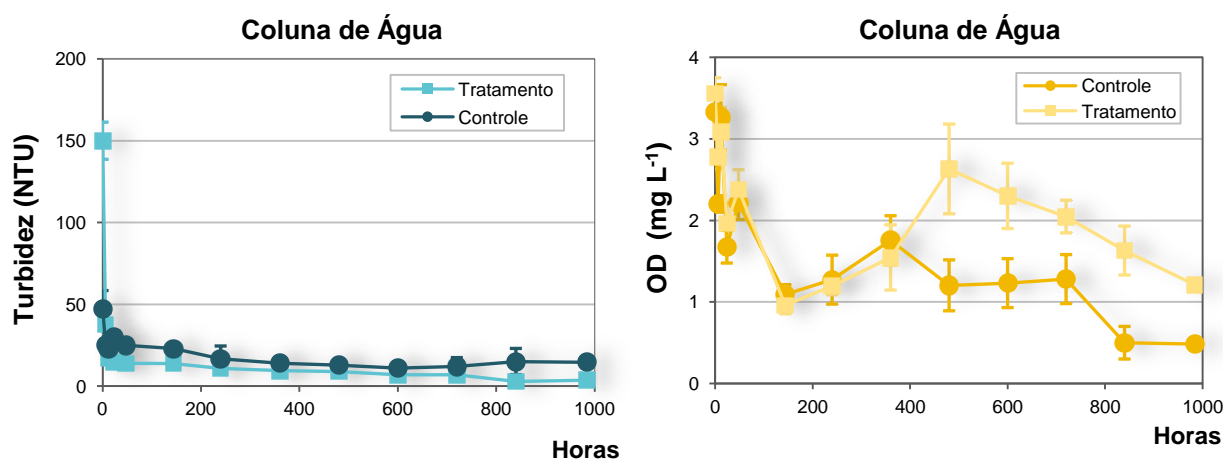 Coluna de Água
Turbidez (NTU)
200
150
100
50
0
Tratamento
Controle
0
200
400
600
800
1000
Horas
Coluna de Água
OD (mg L⁻¹)
4
3
2
1
0
Controle
Tratamento
0
200
400
600
800
1000
Horas